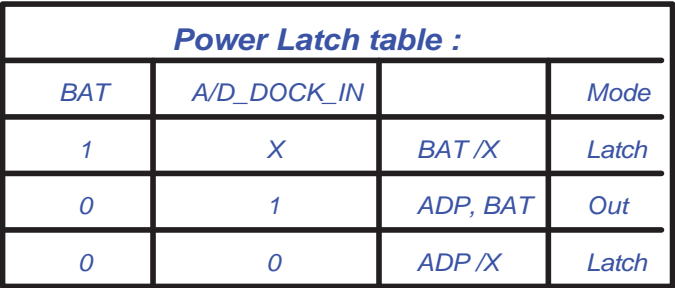 Power Latch table :
BAT A/D_DOCK_IN Mode
1 X BAT /X Latch
0 1 ADP, BAT Out
0 0 ADP /X Latch